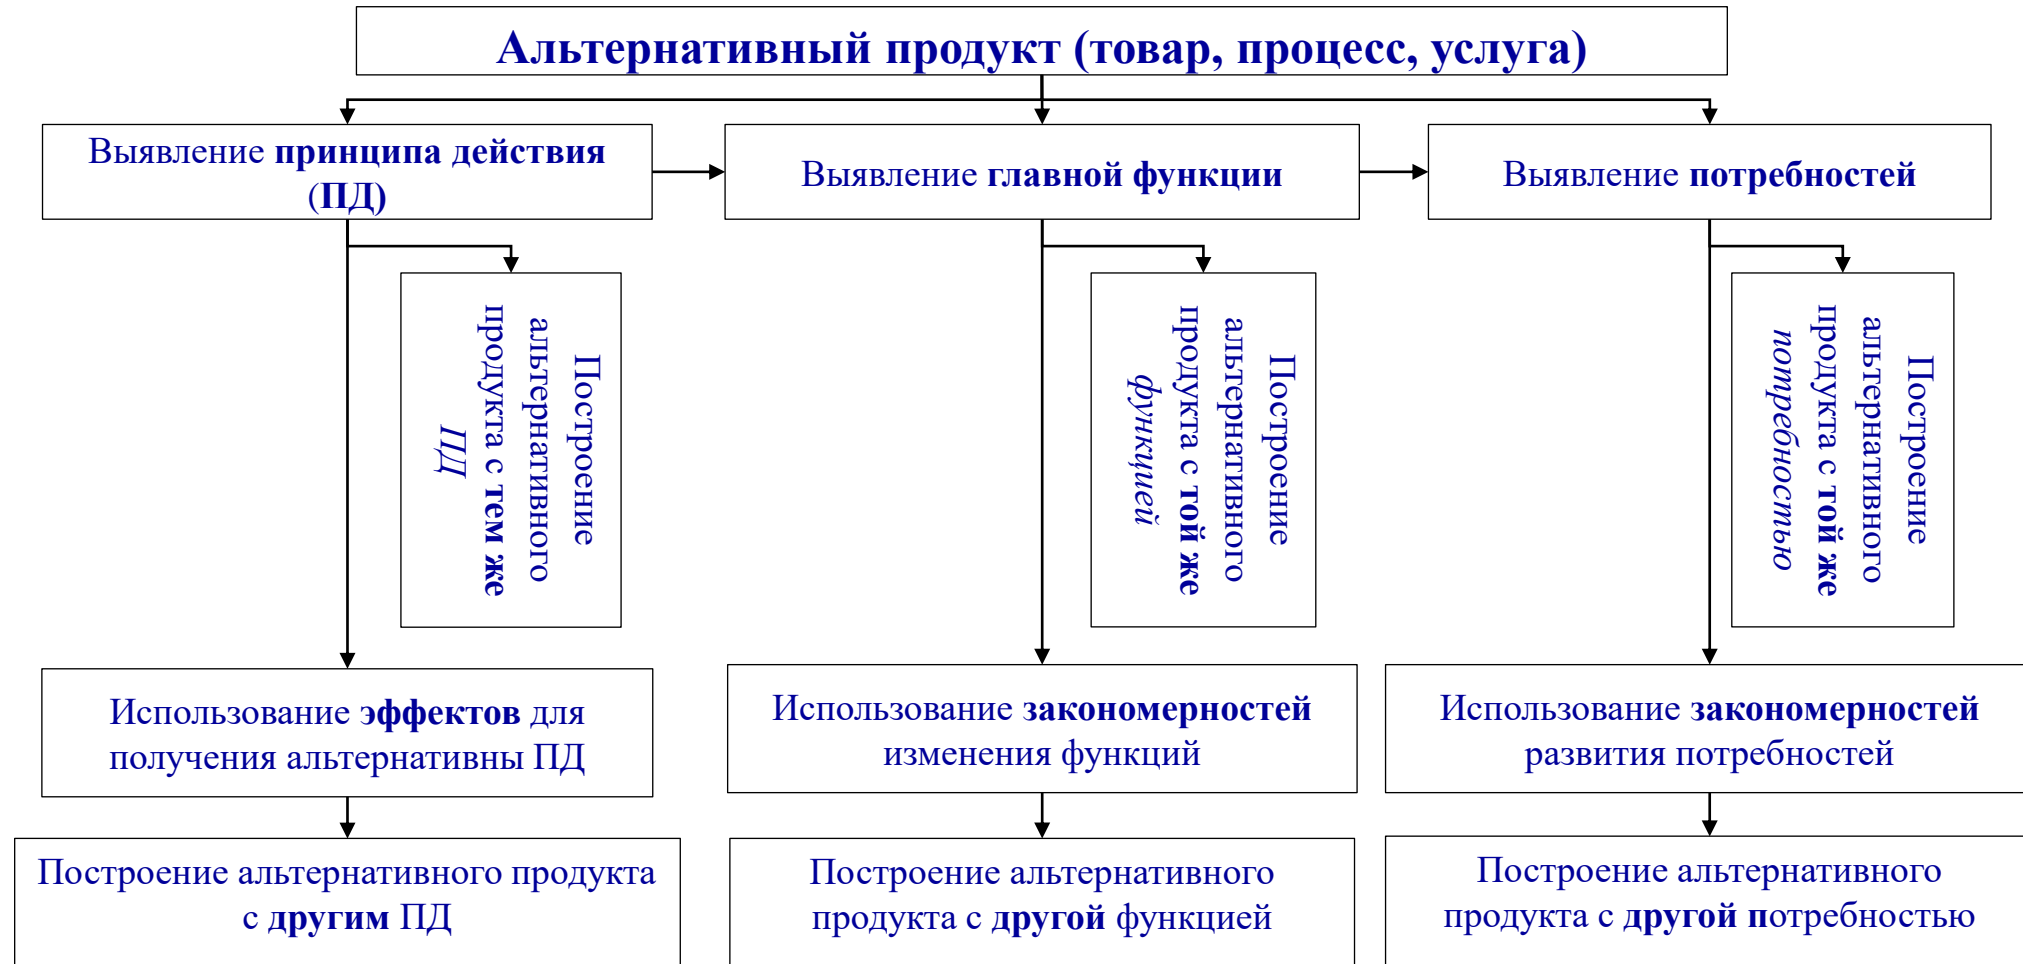 Альтернативный продукт (товар, процесс, услуга)
Выявление принципа действия
(ПД)
Выявление главной функции
Выявление потребностей
Построение
альтернативного
продукта с тем же
ПД
Построение
альтернативного
продукта с той же
функцией
Построение
альтернативного
продукта с той же
потребностью
Использование эффектов для
получения альтернативны ПД
Использование закономерностей
изменения функций
Использование закономерностей
развития потребностей
Построение альтернативного продукта
с другим ПД
Построение альтернативного
продукта с другой функцией
Построение альтернативного
продукта с другой потребностью